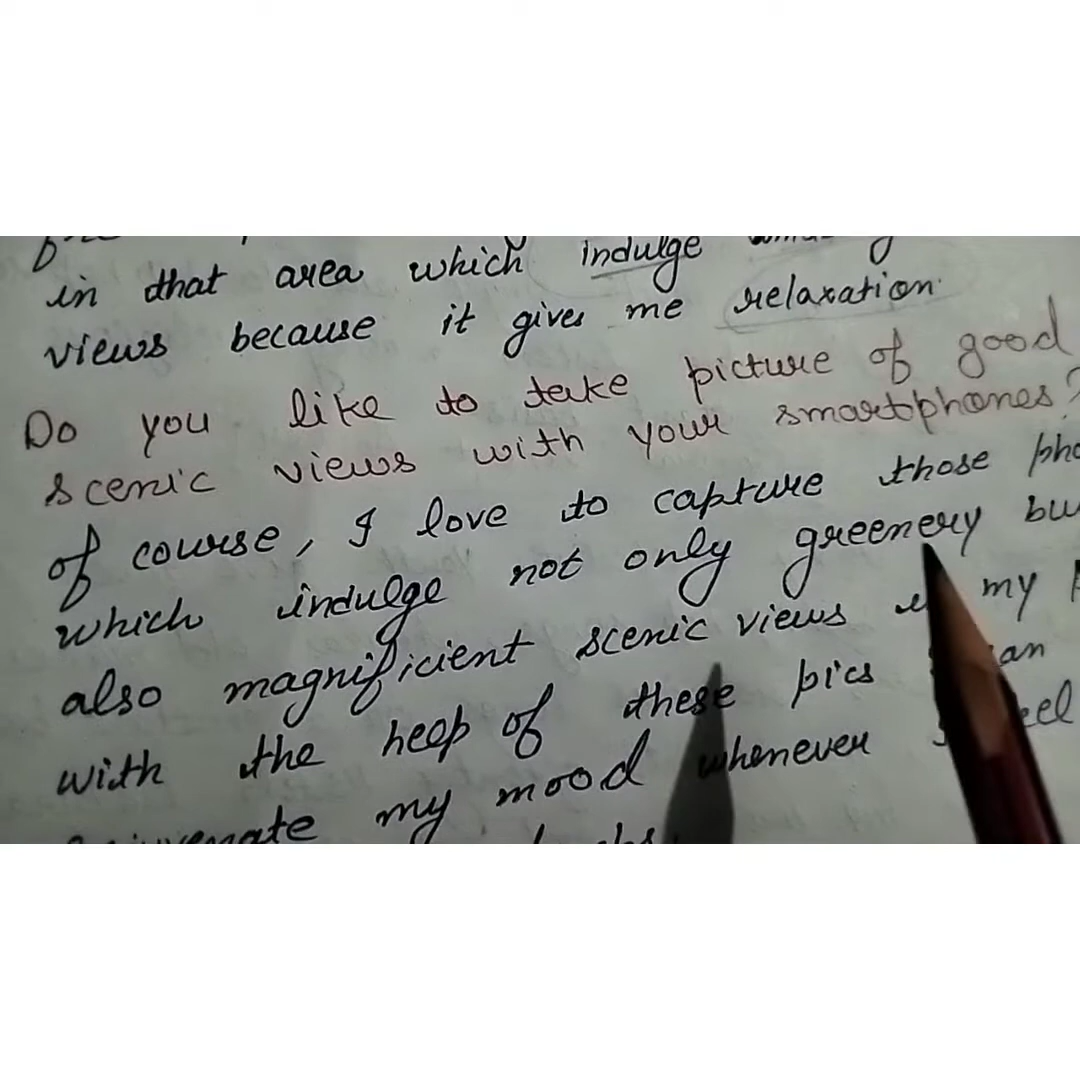 in that area which indulge
views because it gives me relaxation.
Do you like to take picture of good
scenic views with your smartphones?
of course, I love to capture those
which indulge not only greenery
also magnificient scenic views my
with the help of these pics
my mood whenever